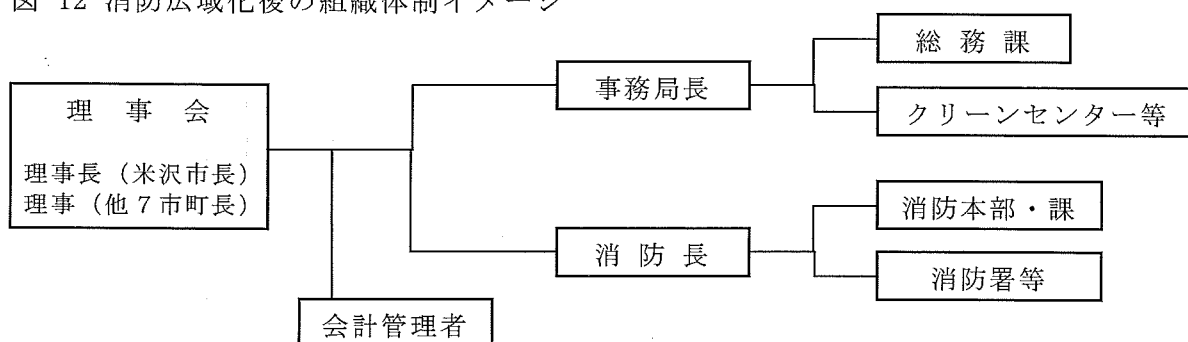 図 12 消防広域化後の組織体制イメージ
総務課
事務局長
クリーンセンター等
理事会
理事長（米沢市長）
理事（他７市町長）
消防本部・課
消防長
消防署等
会計管理者